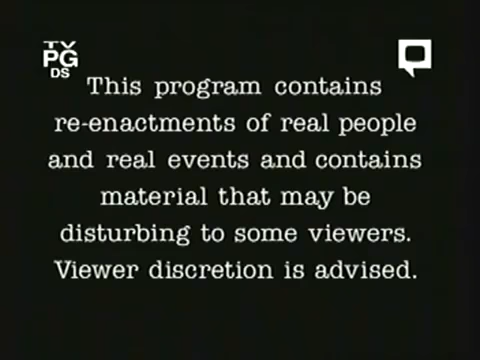 TV
PG
DS
This program contains
re-enactments of real people
and real events and contains
material that may be
disturbing to some viewers.
Viewer discretion is advised.